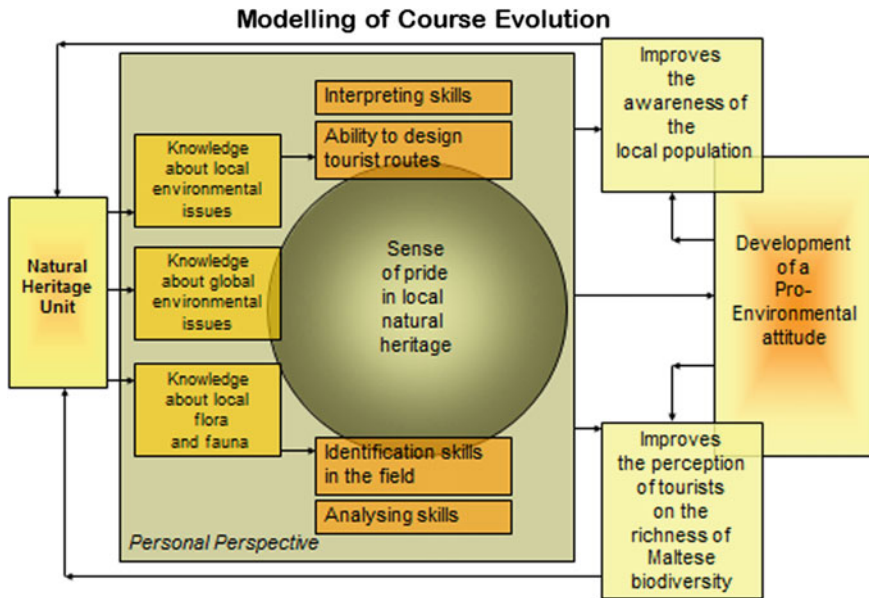 Modelling of Course Evolution
Natural
Heritage
Unit
Knowledge
about local
environmental
issues
Knowledge
about global
environmental
issues
Knowledge
about local
flora
and fauna
Interpreting skills
Ability to design
tourist routes
Sense
of pride
in local
natural
heritage
Identification skills
in the field
Analysing skills
Personal Perspective
Improves
the
awareness of
the
local population
Development
of a
Pro-
Environmental
attitude
Improves
the perception
of tourists
on the
richness of
Maltese
biodiversity